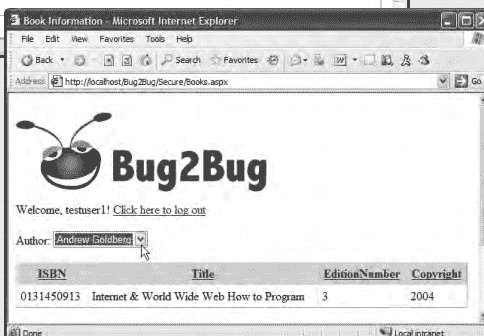 Book Information - Microsoft Internet Explorer
File Edit View Favorites Tools Help
Back Search Favorites
Address http://localhost/Bug2Bug/Secure/Books.aspx Go
Bug2Bug
Welcome, testuser1! Click here to log out
Author: Andrew Goldberg
ISBN Title EditionNumber Copyright
0131450913 Internet & World Wide Web How to Program 3 2004
Done Local intranet